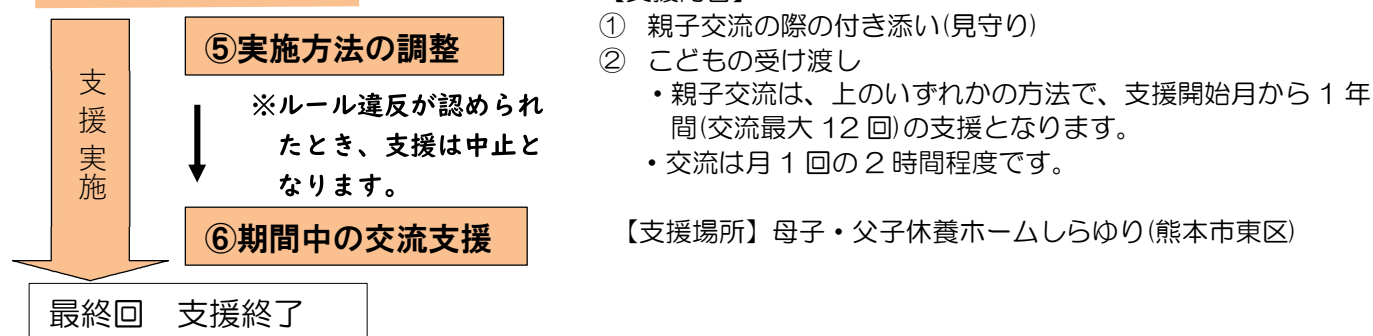 支援実施
⑤実施方法の調整
※ルール違反が認められ
たとき、支援は中止と
なります。
⑥期間中の交流支援
最終回　支援終了
① 親子交流の際の付き添い(見守り)
② こどもの受け渡し
・親子交流は、上のいずれかの方法で、支援開始月から 1 年
間(交流最大 12 回)の支援となります。
・交流は月 1 回の 2 時間程度です。
【支援場所】母子・父子休養ホームしらゆり(熊本市東区)